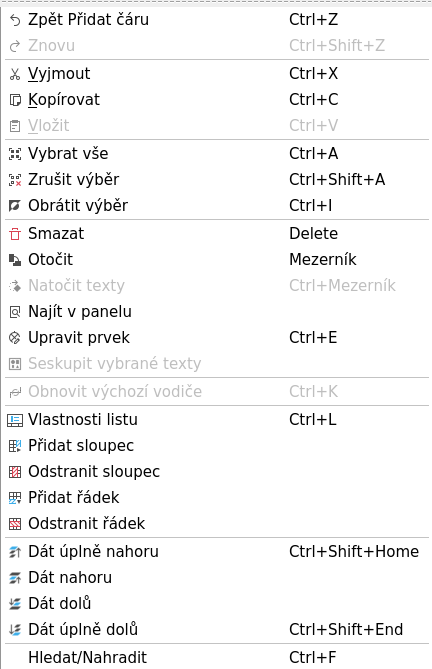 Zpět Přidat čáru Ctrl+Z
Znovu Ctrl+Shift+Z
Vyjmout Ctrl+X
Kopírovat Ctrl+C
Vložit Ctrl+V
Vybrat vše Ctrl+A
Zrušit výběr Ctrl+Shift+A
Obrátit výběr Ctrl+I
Smazat Delete
Otočit Mezerník
Natočit texty Ctrl+Mezerník
Najít v panelu
Upravit prvek Ctrl+E
Seskupit vybrané texty
Obnovit výchozí vodiče Ctrl+K
Vlastnosti listu Ctrl+L
Přidat sloupec
Odstranit sloupec
Přidat řádek
Odstranit řádek
Dát úplně nahoru Ctrl+Shift+Home
Dát nahoru
Dát dolů
Dát úplně dolů Ctrl+Shift+End
Hledat/Nahradit Ctrl+F